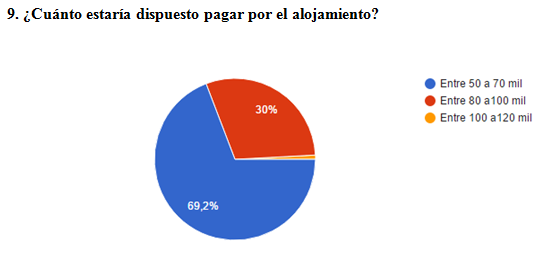 9. ¿Cuánto estaría dispuesto pagar por el alojamiento?
30%
69,2%
Entre 50 a 70 mil
Entre 80 a100 mil
Entre 100 a120 mil